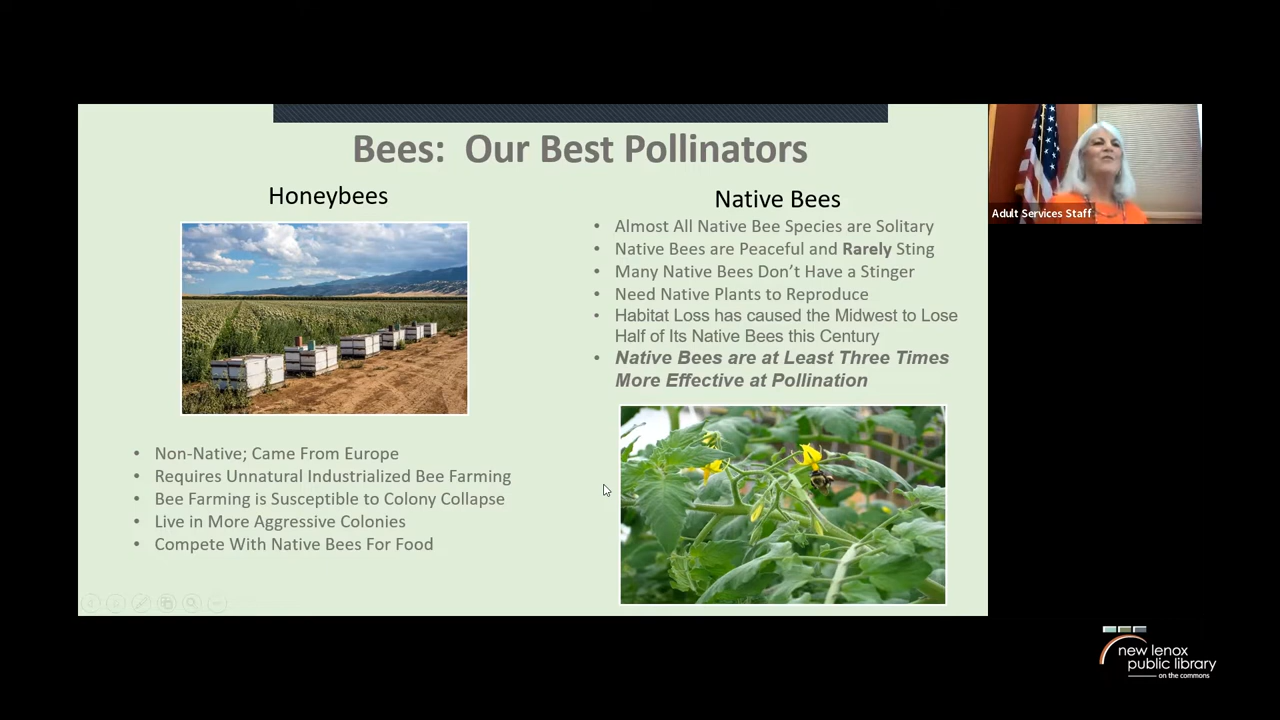 Bees: Our Best Pollinators
Honeybees
• Non-Native; Came From Europe
• Requires Unnatural Industrialized Bee Farming
• Bee Farming is Susceptible to Colony Collapse
• Live in More Aggressive Colonies
• Compete With Native Bees For Food
Native Bees
• Almost All Native Bee Species are Solitary
• Native Bees are Peaceful and Rarely Sting
• Many Native Bees Don't Have a Stinger
• Need Native Plants to Reproduce
• Habitat Loss has caused the Midwest to Lose
Half of Its Native Bees this Century
• Native Bees are at Least Three Times
More Effective at Pollination
Adult Services Staff
new lenox
public library
on the commons